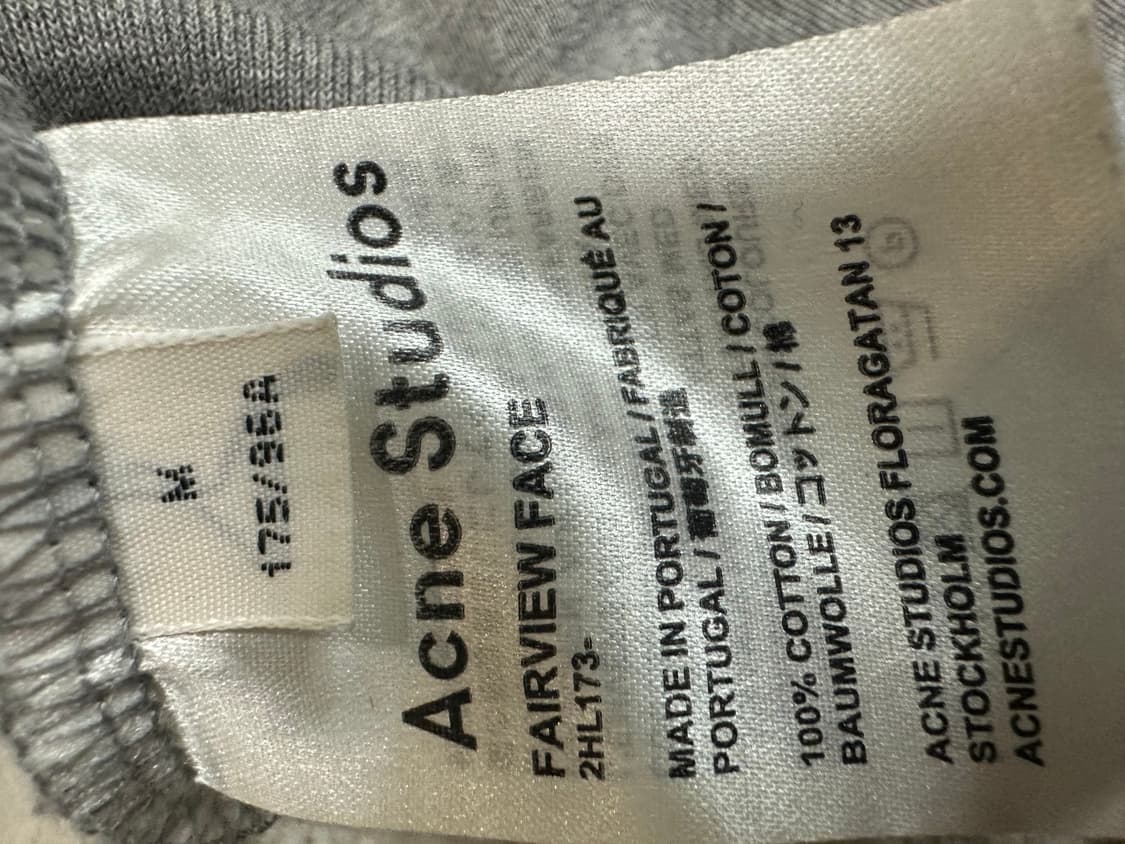 M
175/96A
Acne Studios
FAIRVIEW FACE
2HL173-
MADE IN PORTUGAL / FABRIQUÉ AU
PORTUGAL / 葡萄牙制造
100% COTTON / BOMULL / COTON /
BAUMWOLLE / コットン / 棉
ACNE STUDIOS FLORAGATAN 13
STOCKHOLM
ACNESTUDIOS.COM